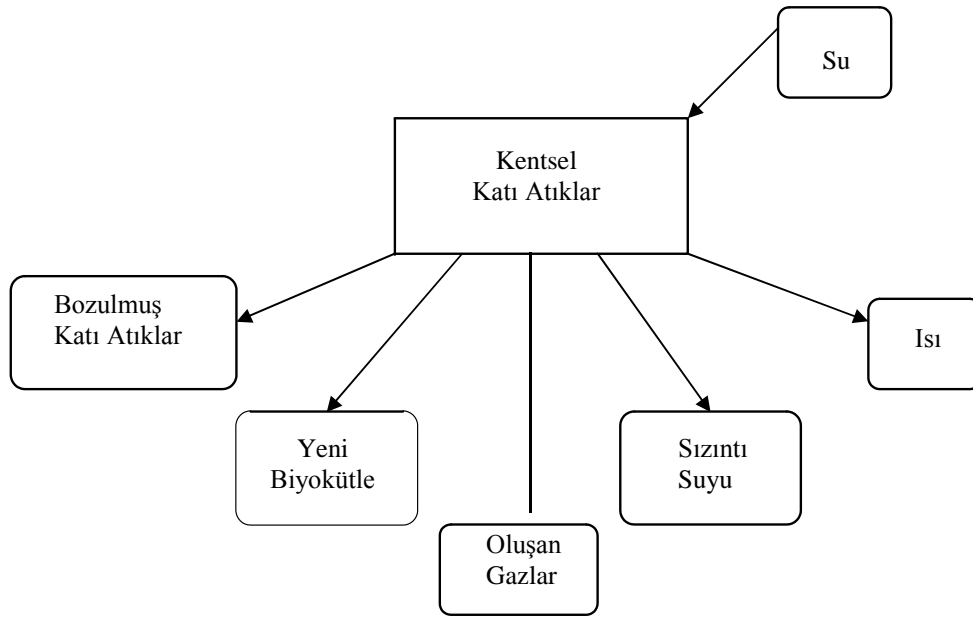 Su
Kentsel
Katı Atıklar
Bozulmuş
Katı Atıklar
Isı
Yeni
Biyokütle
Sızıntı
Suyu
Oluşan
Gazlar